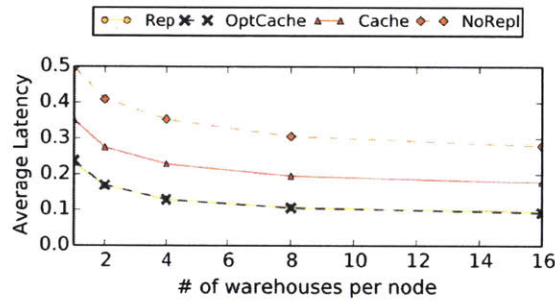 Rep OptCache Cache NoRepl
0.5
0.4
0.3
0.2
0.1
0.0
Average Latency
2 4 6 8 10 12 14 16
# of warehouses per node